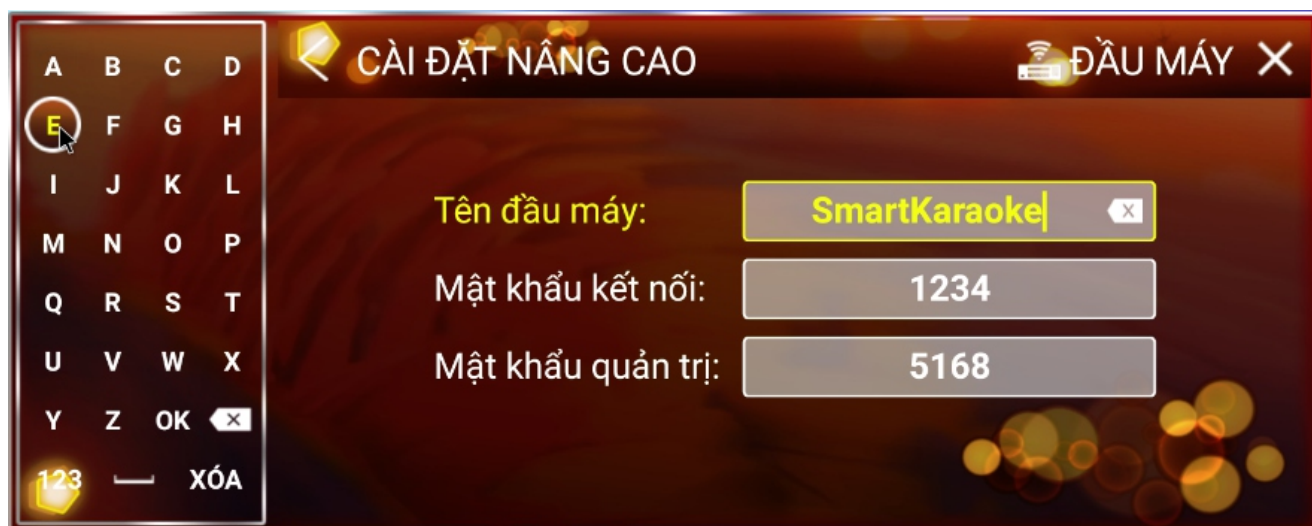 CÀI ĐẶT NÂNG CAO
ĐẦU MÁY
A B C D
E F G H
I J K L
M N O P
Q R S T
U V W X
Y Z OK
123 XÓA
Tên đầu máy: SmartKaraoke
Mật khẩu kết nối: 1234
Mật khẩu quản trị: 5168